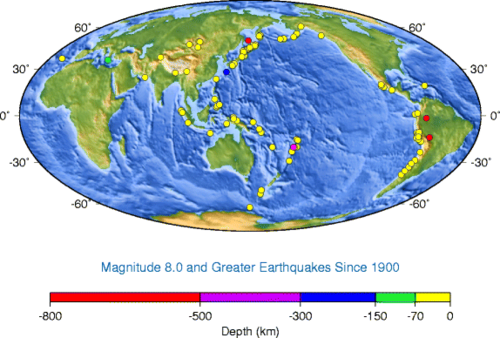 60° 60°
30° 30°
0° 0°
-30° -30°
-60° -60°
Magnitude 8.0 and Greater Earthquakes Since 1900
-800 -500 -300 -150 -70 0
Depth (km)